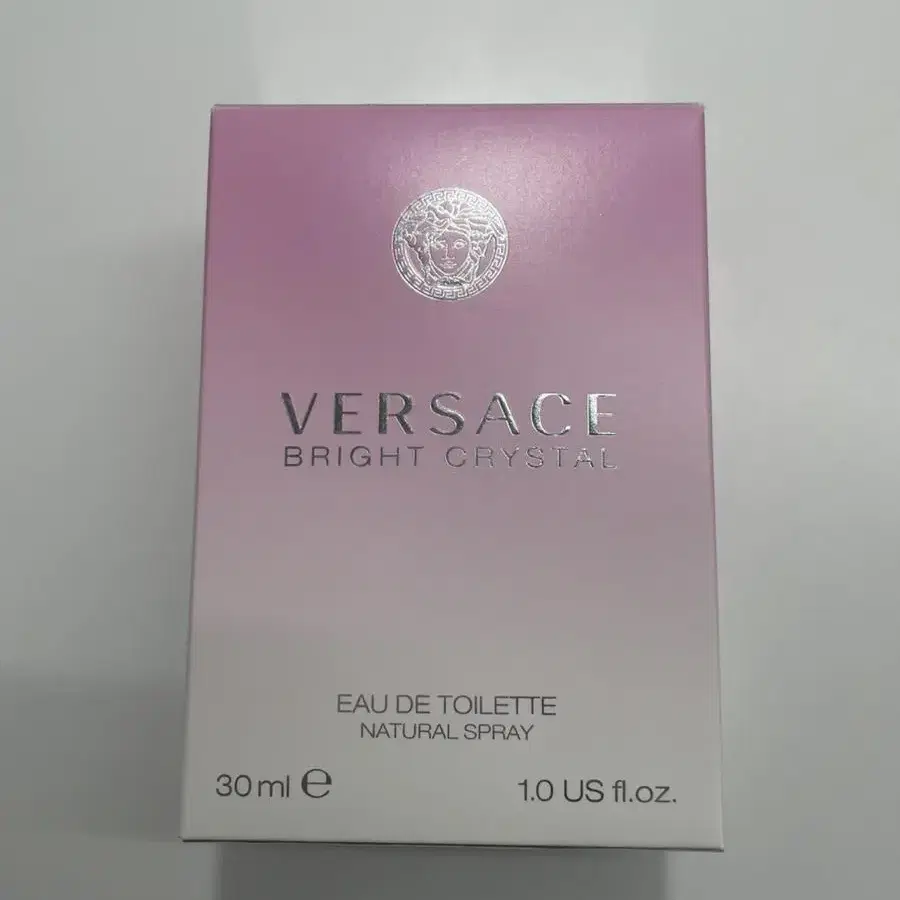 VERSACE
BRIGHT CRYSTAL
EAU DE TOILETTE
NATURAL SPRAY
30 ml ℮
1.0 US fl.oz.